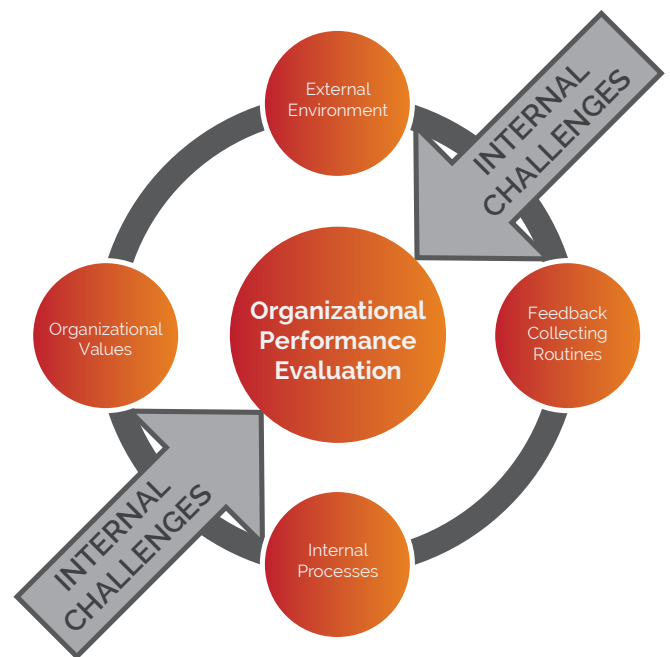 External
Environment
INTERNAL
CHALLENGES
Organizational
Values
Organizational
Performance
Evaluation
Feedback
Collecting
Routines
INTERNAL
CHALLENGES
Internal
Processes